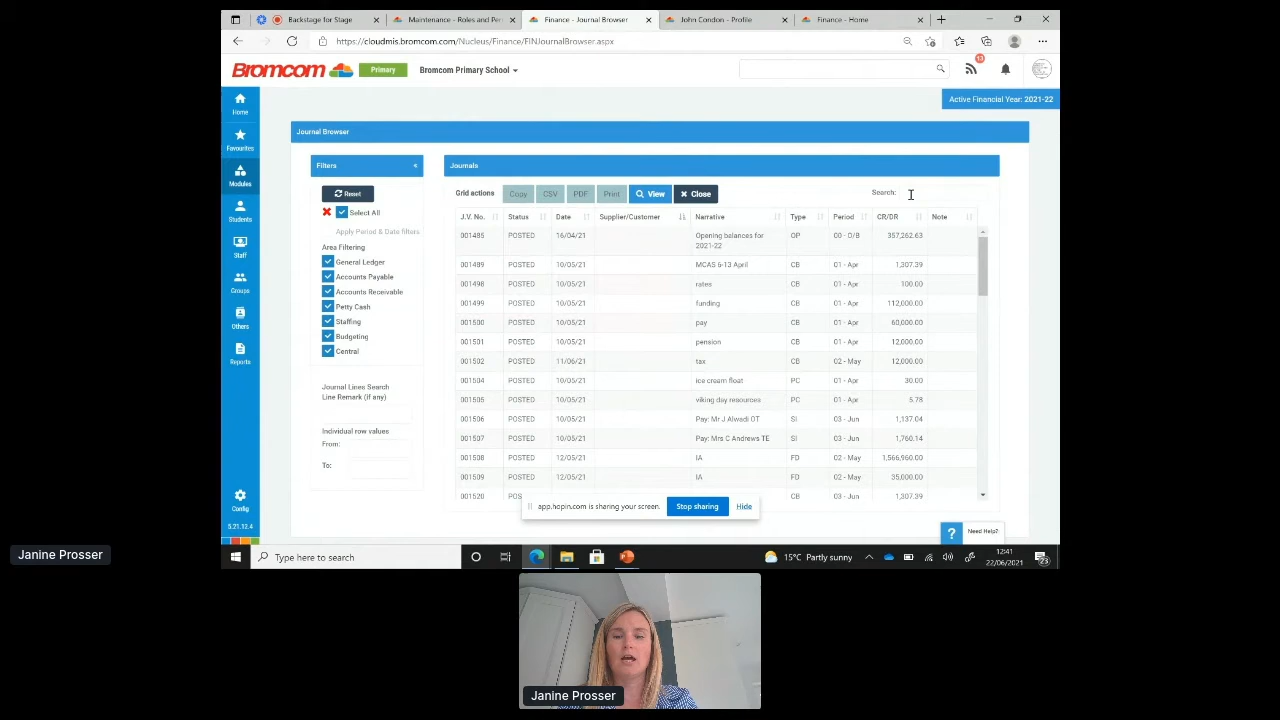 Backstage for Stage
Maintenance - Roles and Per
Finance - Journal Browser
John Condon - Profile
Finance - Home
https://cloudmis.bromcom.com/Nucleus/Finance/FINJournalBrowser.aspx
Bromcom Primary Bromcom Primary School
Active Financial Year: 2021-22
Home
Favourites
Modules
Students
Staff
Groups
Others
Reports
Config
5.21.12.4
Journal Browser
Filters
Reset
Select All
Apply Period & Date filters
Area Filtering
General Ledger
Accounts Payable
Accounts Receivable
Petty Cash
Staffing
Budgeting
Central
Journal Lines Search
Line Remark (if any)
Individual row values
From:
To:
Journals
Grid actions Copy CSV PDF Print View Close Search:
J.V. No. Status Date Supplier/Customer Narrative Type Period CR/DR Note
001485 POSTED 16/04/21 Opening balances for 2021-22 OP 00 - O/B 357,262.63
001489 POSTED 10/05/21 MCAS 6-13 April CB 01 - Apr 1,307.39
001498 POSTED 10/05/21 rates CB 01 - Apr 100.00
001499 POSTED 10/05/21 funding CB 01 - Apr 112,000.00
001500 POSTED 10/05/21 pay CB 01 - Apr 60,000.00
001501 POSTED 10/05/21 pension CB 01 - Apr 12,000.00
001502 POSTED 11/06/21 tax CB 02 - May 12,000.00
001504 POSTED 10/05/21 ice cream float PC 01 - Apr 30.00
001505 POSTED 10/05/21 viking day resources PC 01 - Apr 5.78
001506 POSTED 10/05/21 Pay: Mr J Alwadi OT SI 03 - Jun 1,137.04
001507 POSTED 10/05/21 Pay: Mrs C Andrews TE SI 03 - Jun 1,760.14
001508 POSTED 12/05/21 IA FD 02 - May 1,566,960.00
001509 POSTED 12/05/21 IA FD 02 - May 35,000.00
001520 POS CB 03 - Jun 1,307.39
app.hopin.com is sharing your screen. Stop sharing Hide
? Need Help?
Type here to search
15°C Partly sunny
12:41
22/06/2021
Janine Prosser
Janine Prosser